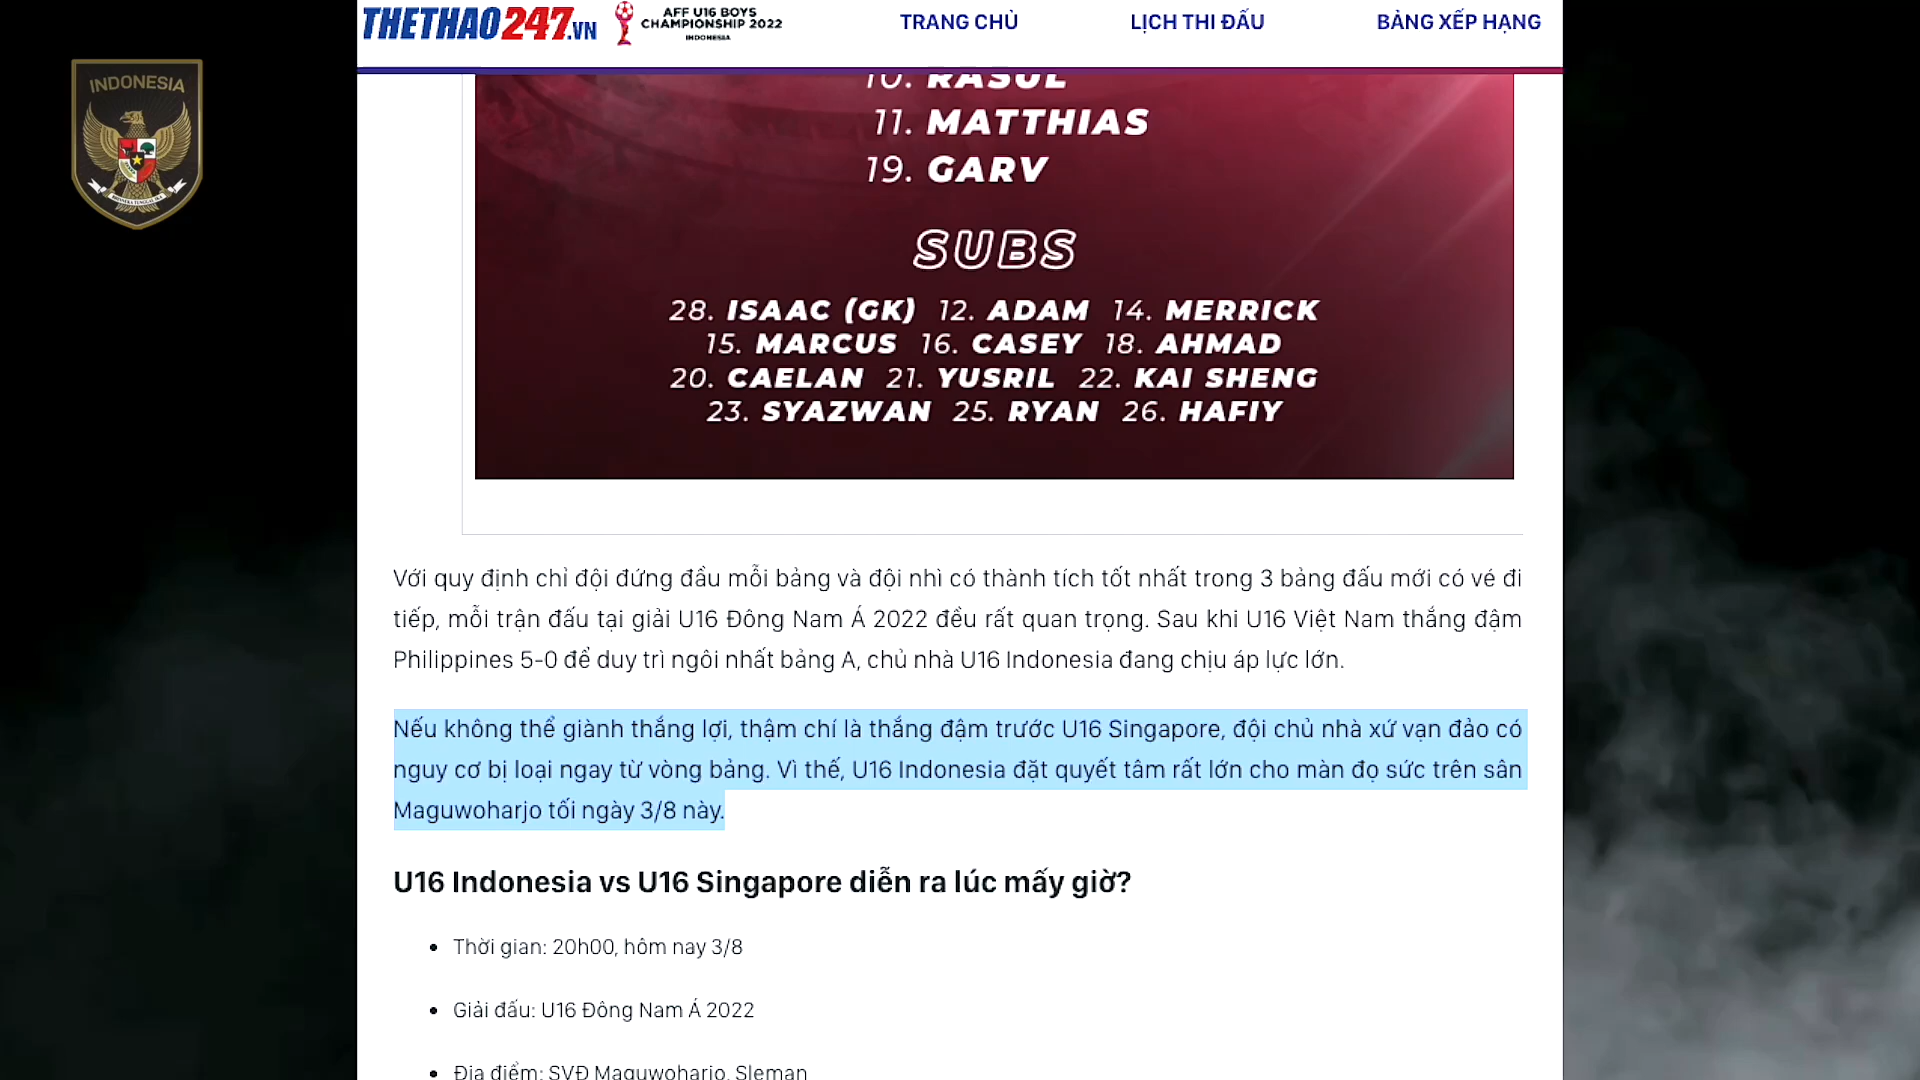 THETHAO247.VN
AFF U16 BOYS
CHAMPIONSHIP 2022
INDONESIA
TRANG CHỦ
LỊCH THI ĐẤU
BẢNG XẾP HẠNG
INDONESIA
10. RASUL
11. MATTHIAS
19. GARV
SUBS
28. ISAAC (GK) 12. ADAM 14. MERRICK
15. MARCUS 16. CASEY 18. AHMAD
20. CAELAN 21. YUSRIL 22. KAI SHENG
23. SYAZWAN 25. RYAN 26. HAFIY
Với quy định chỉ đội đứng đầu mỗi bảng và đội nhì có thành tích tốt nhất trong 3 bảng đấu mới có vé đi
tiếp, mỗi trận đấu tại giải U16 Đông Nam Á 2022 đều rất quan trọng. Sau khi U16 Việt Nam thắng đậm
Philippines 5-0 để duy trì ngôi nhất bảng A, chủ nhà U16 Indonesia đang chịu áp lực lớn.
Nếu không thể giành thắng lợi, thậm chí là thắng đậm trước U16 Singapore, đội chủ nhà xứ vạn đảo có
nguy cơ bị loại ngay từ vòng bảng. Vì thế, U16 Indonesia đặt quyết tâm rất lớn cho màn đọ sức trên sân
Maguwoharjo tối ngày 3/8 này.
U16 Indonesia vs U16 Singapore diễn ra lúc mấy giờ?
• Thời gian: 20h00, hôm nay 3/8
• Giải đấu: U16 Đông Nam Á 2022
• Địa điểm: SVĐ Maguwoharjo, Sleman